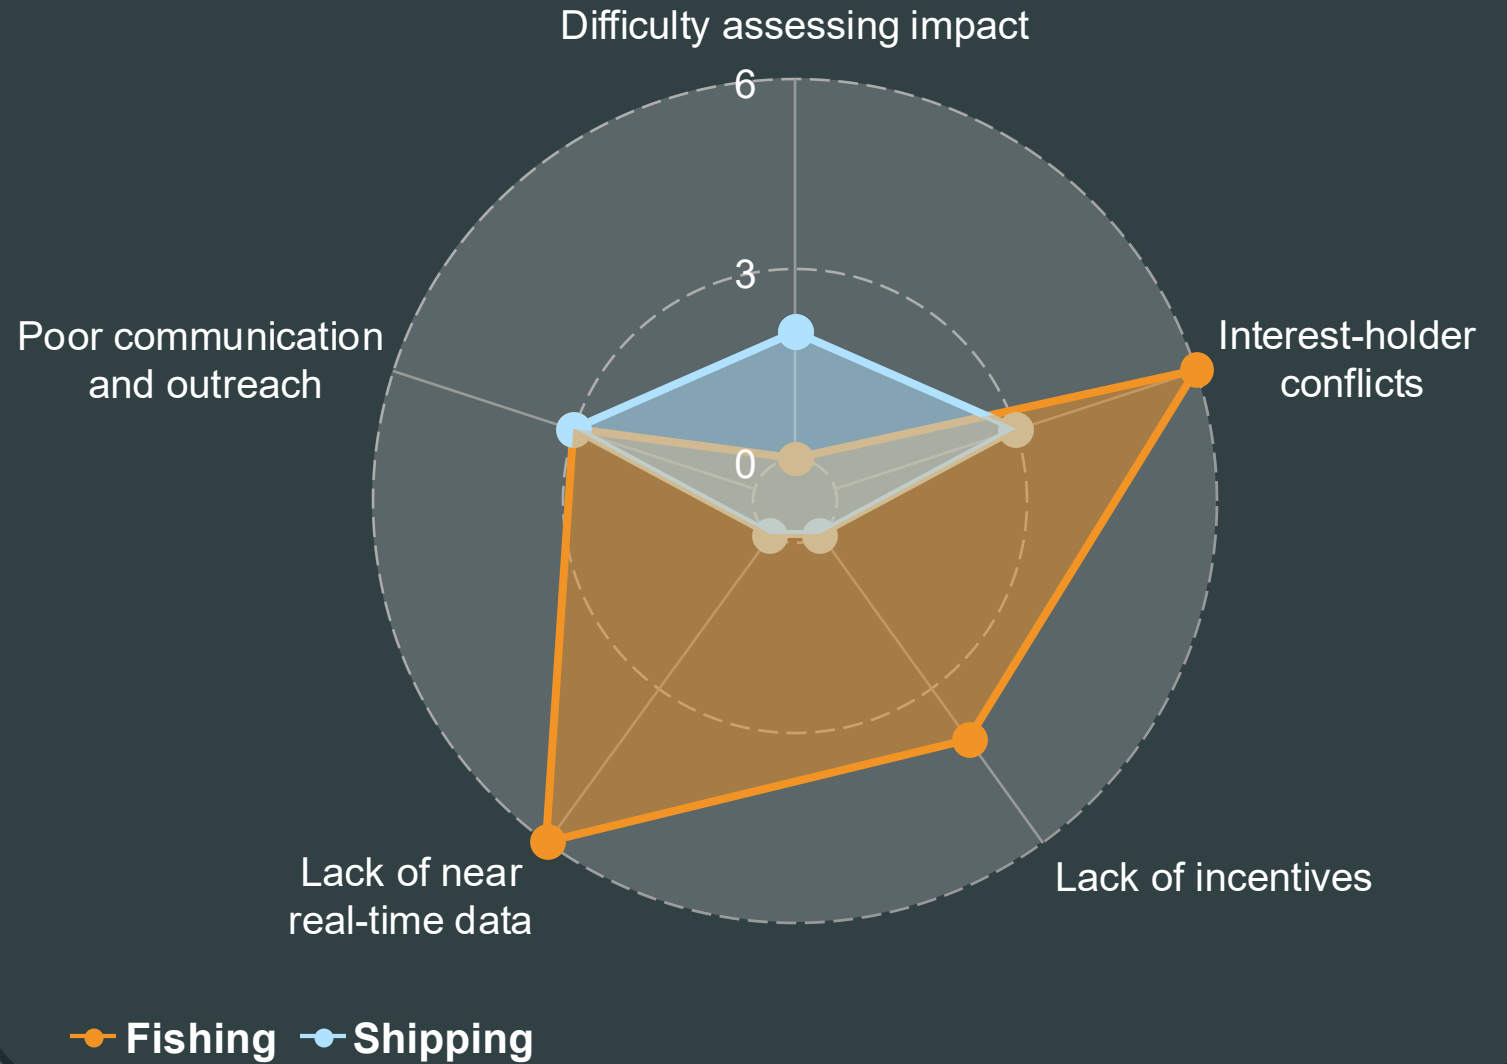 Difficulty assessing impact
6
3
0
Poor communication
and outreach
Interest-holder
conflicts
Lack of near
real-time data
Lack of incentives
Fishing
Shipping